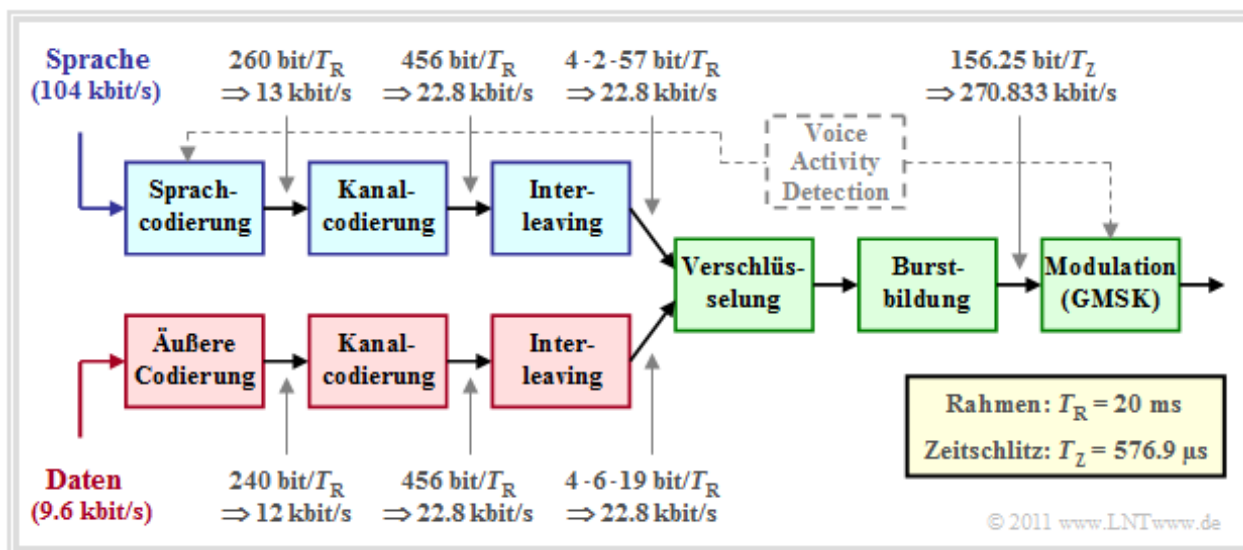 Sprache
(104 kbit/s)
260 bit/T_R
⇒ 13 kbit/s
456 bit/T_R
⇒ 22.8 kbit/s
4 - 2 - 57 bit/T_R
⇒ 22.8 kbit/s
156.25 bit/T_Z
⇒ 270.833 kbit/s
Voice
Activity
Detection
Sprach-
codierung
Kanal-
codierung
Inter-
leaving
Verschlüs-
selung
Burst-
bildung
Modulation
(GMSK)
Äußere
Codierung
Kanal-
codierung
Inter-
leaving
Rahmen: T_R = 20 ms
Zeitschlitz: T_Z = 576.9 µs
Daten
(9.6 kbit/s)
240 bit/T_R
⇒ 12 kbit/s
456 bit/T_R
⇒ 22.8 kbit/s
4 - 6 - 19 bit/T_R
⇒ 22.8 kbit/s
© 2011 www.LNTwww.de